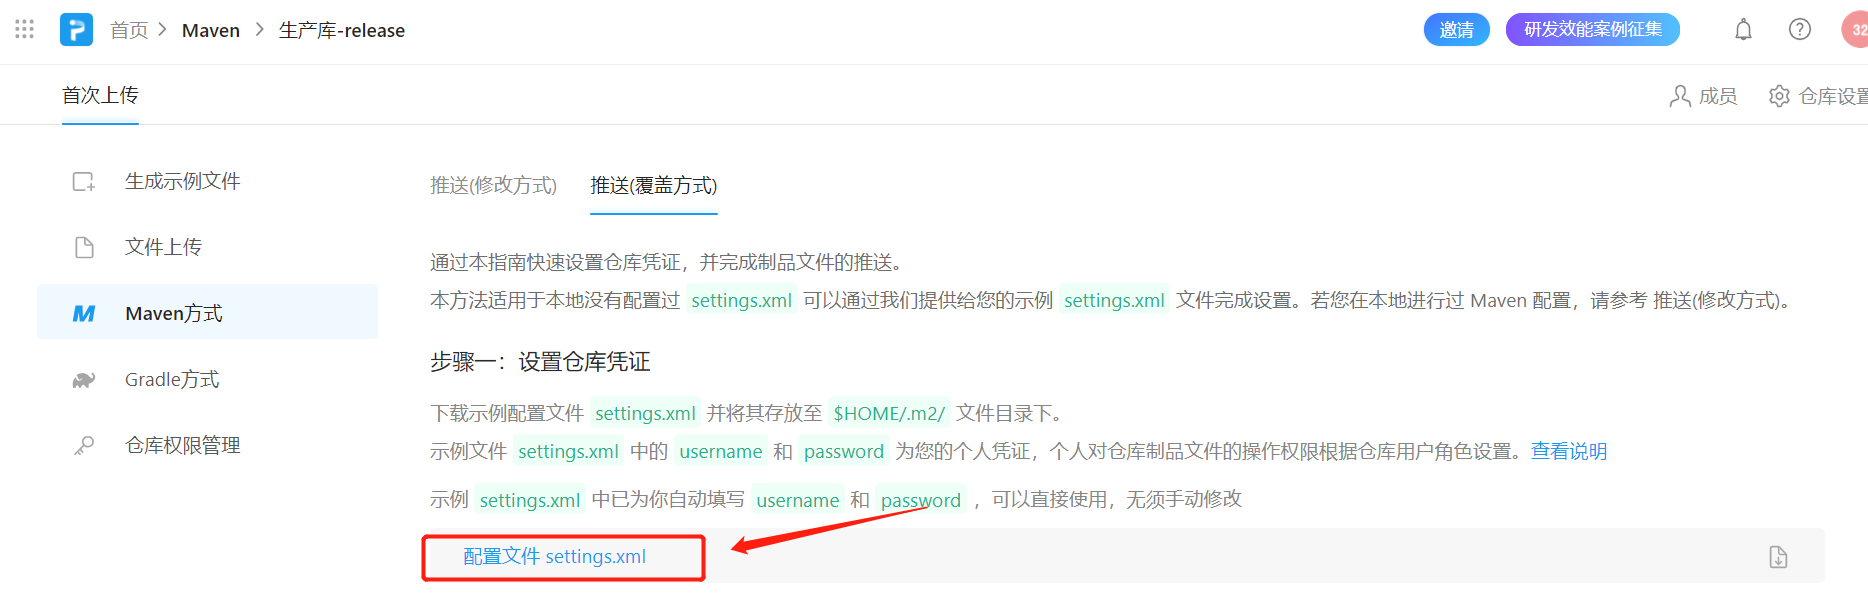 首页 > Maven > 生产库-release
邀请
研发效能案例征集
32
首次上传
成员
仓库设置
生成示例文件
文件上传
Maven方式
Gradle方式
仓库权限管理
推送(修改方式)
推送(覆盖方式)
通过本指南快速设置仓库凭证，并完成制品文件的推送。
本方法适用于本地没有配置过 settings.xml 可以通过我们提供给您的示例 settings.xml 文件完成设置。若您在本地进行过 Maven 配置，请参考 推送(修改方式)。
步骤一：设置仓库凭证
下载示例配置文件 settings.xml 并将其存放至 $HOME/.m2/ 文件目录下。
示例文件 settings.xml 中的 username 和 password 为您的个人凭证，个人对仓库制品文件的操作权限根据仓库用户角色设置。查看说明
示例 settings.xml 中已为你自动填写 username 和 password ，可以直接使用，无须手动修改
配置文件 settings.xml